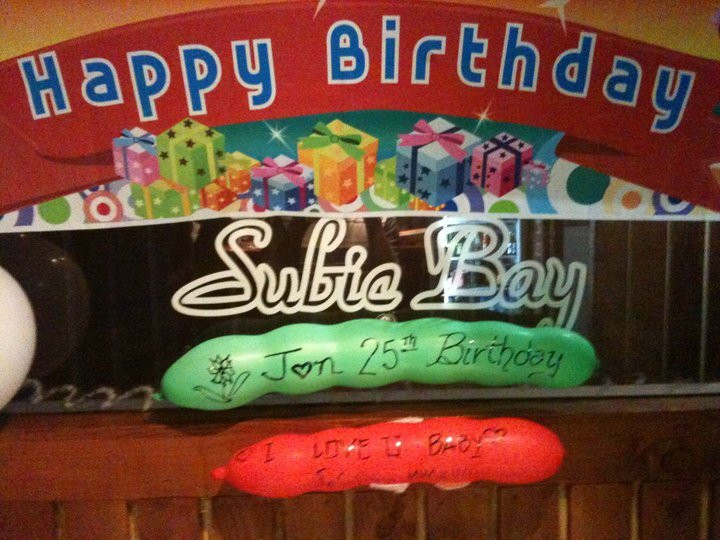 Happy Birthday
Subic Bay
Jon 25th Birthday
I LOVE U BABY